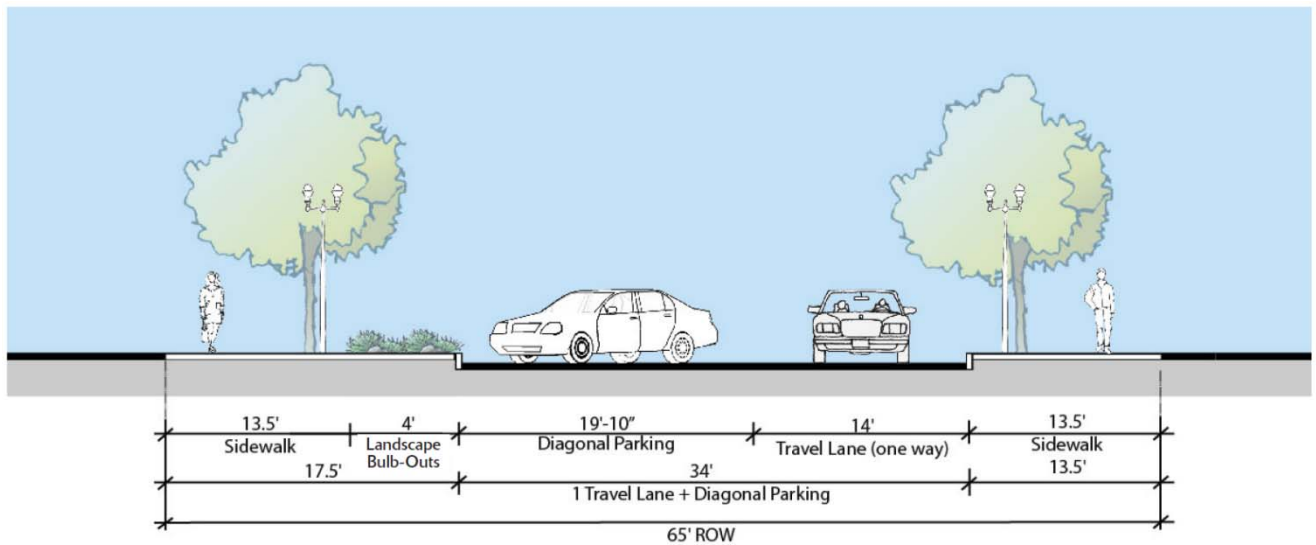 13.5'
Sidewalk
4'
Landscape
Bulb-Outs
19'-10"
Diagonal Parking
14'
Travel Lane (one way)
13.5'
Sidewalk
17.5'
34'
1 Travel Lane + Diagonal Parking
13.5'
65' ROW